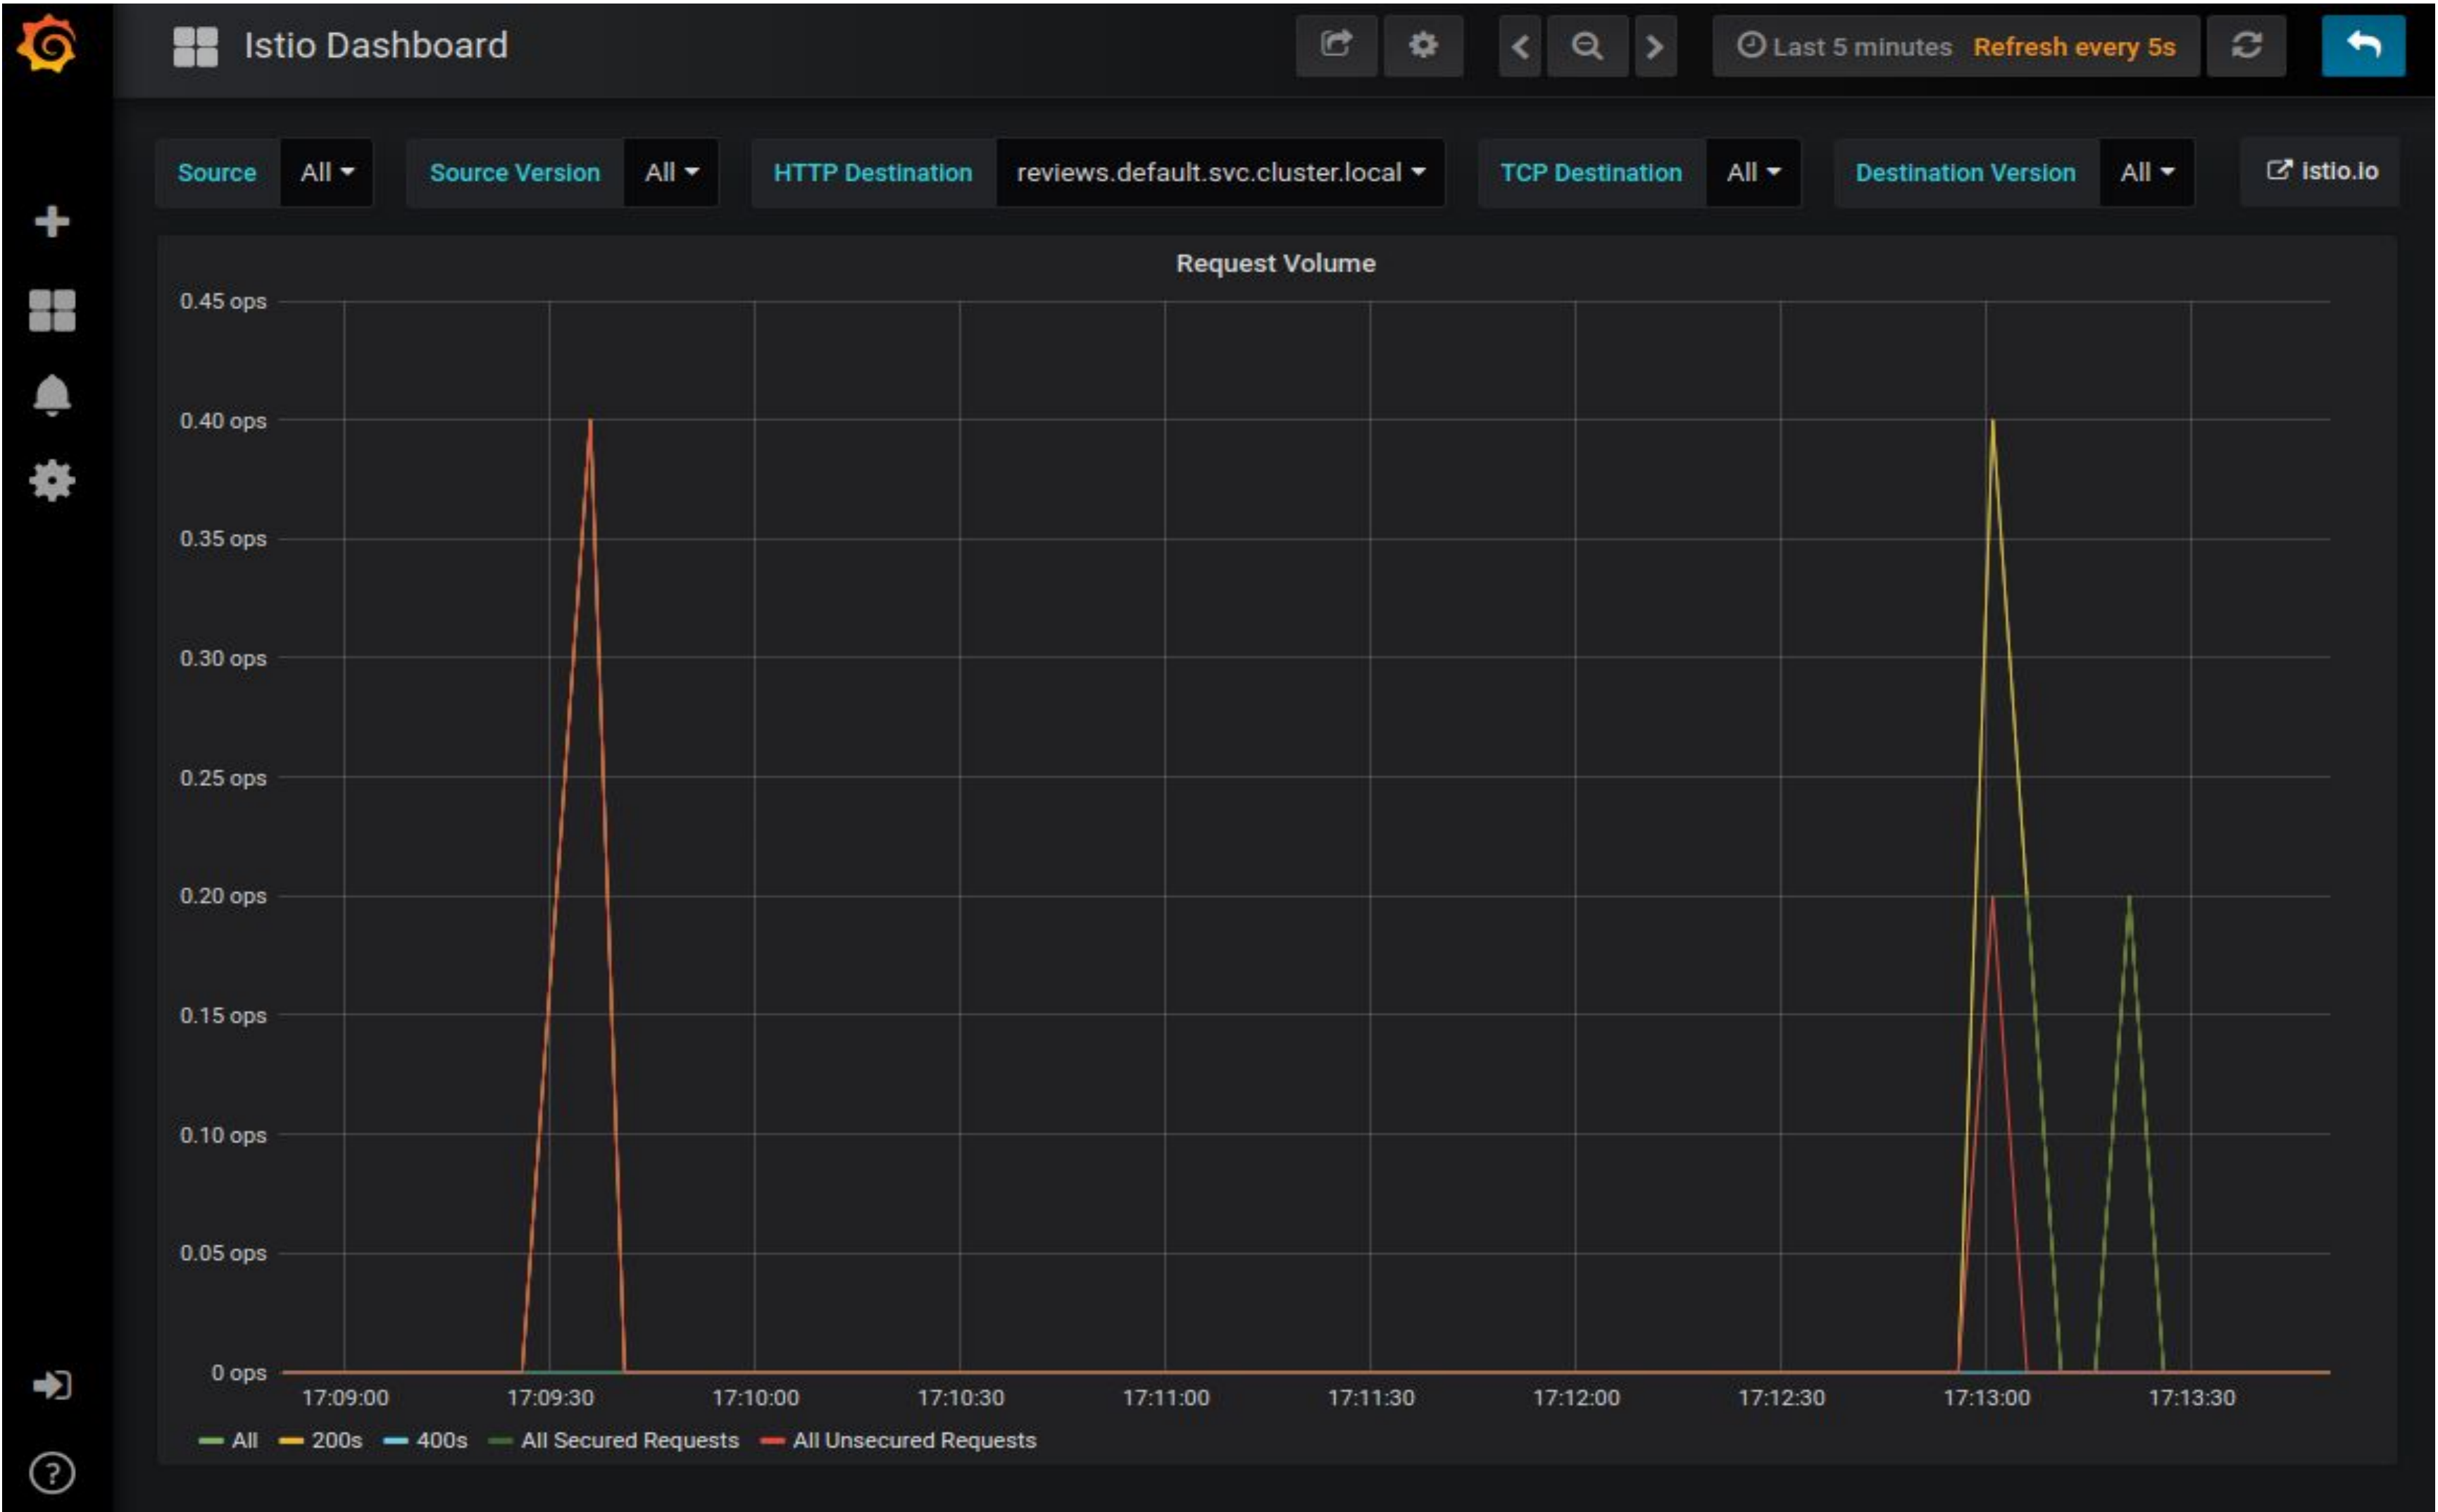 Istio Dashboard
Last 5 minutes Refresh every 5s
Source All Source Version All HTTP Destination reviews.default.svc.cluster.local TCP Destination All Destination Version All istio.io
Request Volume
0.45 ops
0.40 ops
0.35 ops
0.30 ops
0.25 ops
0.20 ops
0.15 ops
0.10 ops
0.05 ops
0 ops
17:09:00 17:09:30 17:10:00 17:10:30 17:11:00 17:11:30 17:12:00 17:12:30 17:13:00 17:13:30
All 200s 400s All Secured Requests All Unsecured Requests